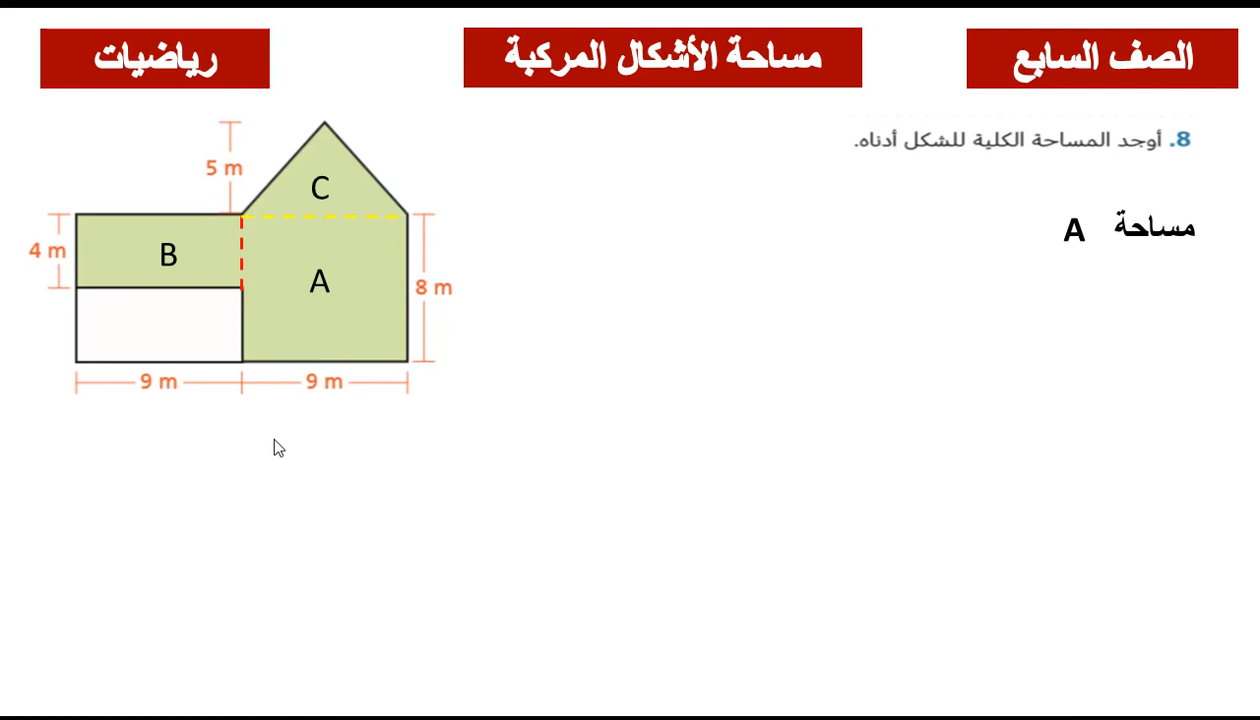 الصف السابع
مساحة الأشكال المركبة
رياضيات
8. أوجد المساحة الكلية للشكل أدناه.
مساحة A
5 m
C
4 m
B
A
8 m
9 m
9 m